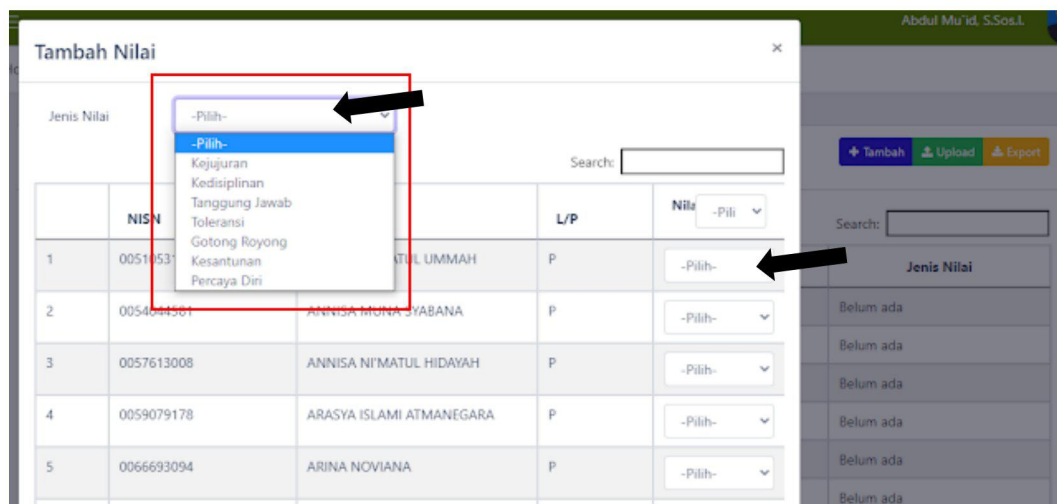 Abdul Mu'id, S.Sos.I.
Tambah Nilai
×
Jenis Nilai
-Pilih-
-Pilih-
Kejujuran
Kedisiplinan
Tanggung Jawab
Toleransi
Gotong Royong
Kesantunan
Percaya Diri
Search:
NISN L/P -Pili
1 P -Pilih-
2 0054644581 ANNISA MUNA SYABANA P -Pilih-
3 0057613008 ANNISA NI'MATUL HIDAYAH P -Pilih-
4 0059079178 ARASYA ISLAMI ATMANEGARA P -Pilih-
5 0066693094 ARINA NOVIANA P -Pilih-
UMMAH
+ Tambah Upload Export
Search:
Jenis Nilai
Belum ada
Belum ada
Belum ada
Belum ada
Belum ada
Belum ada